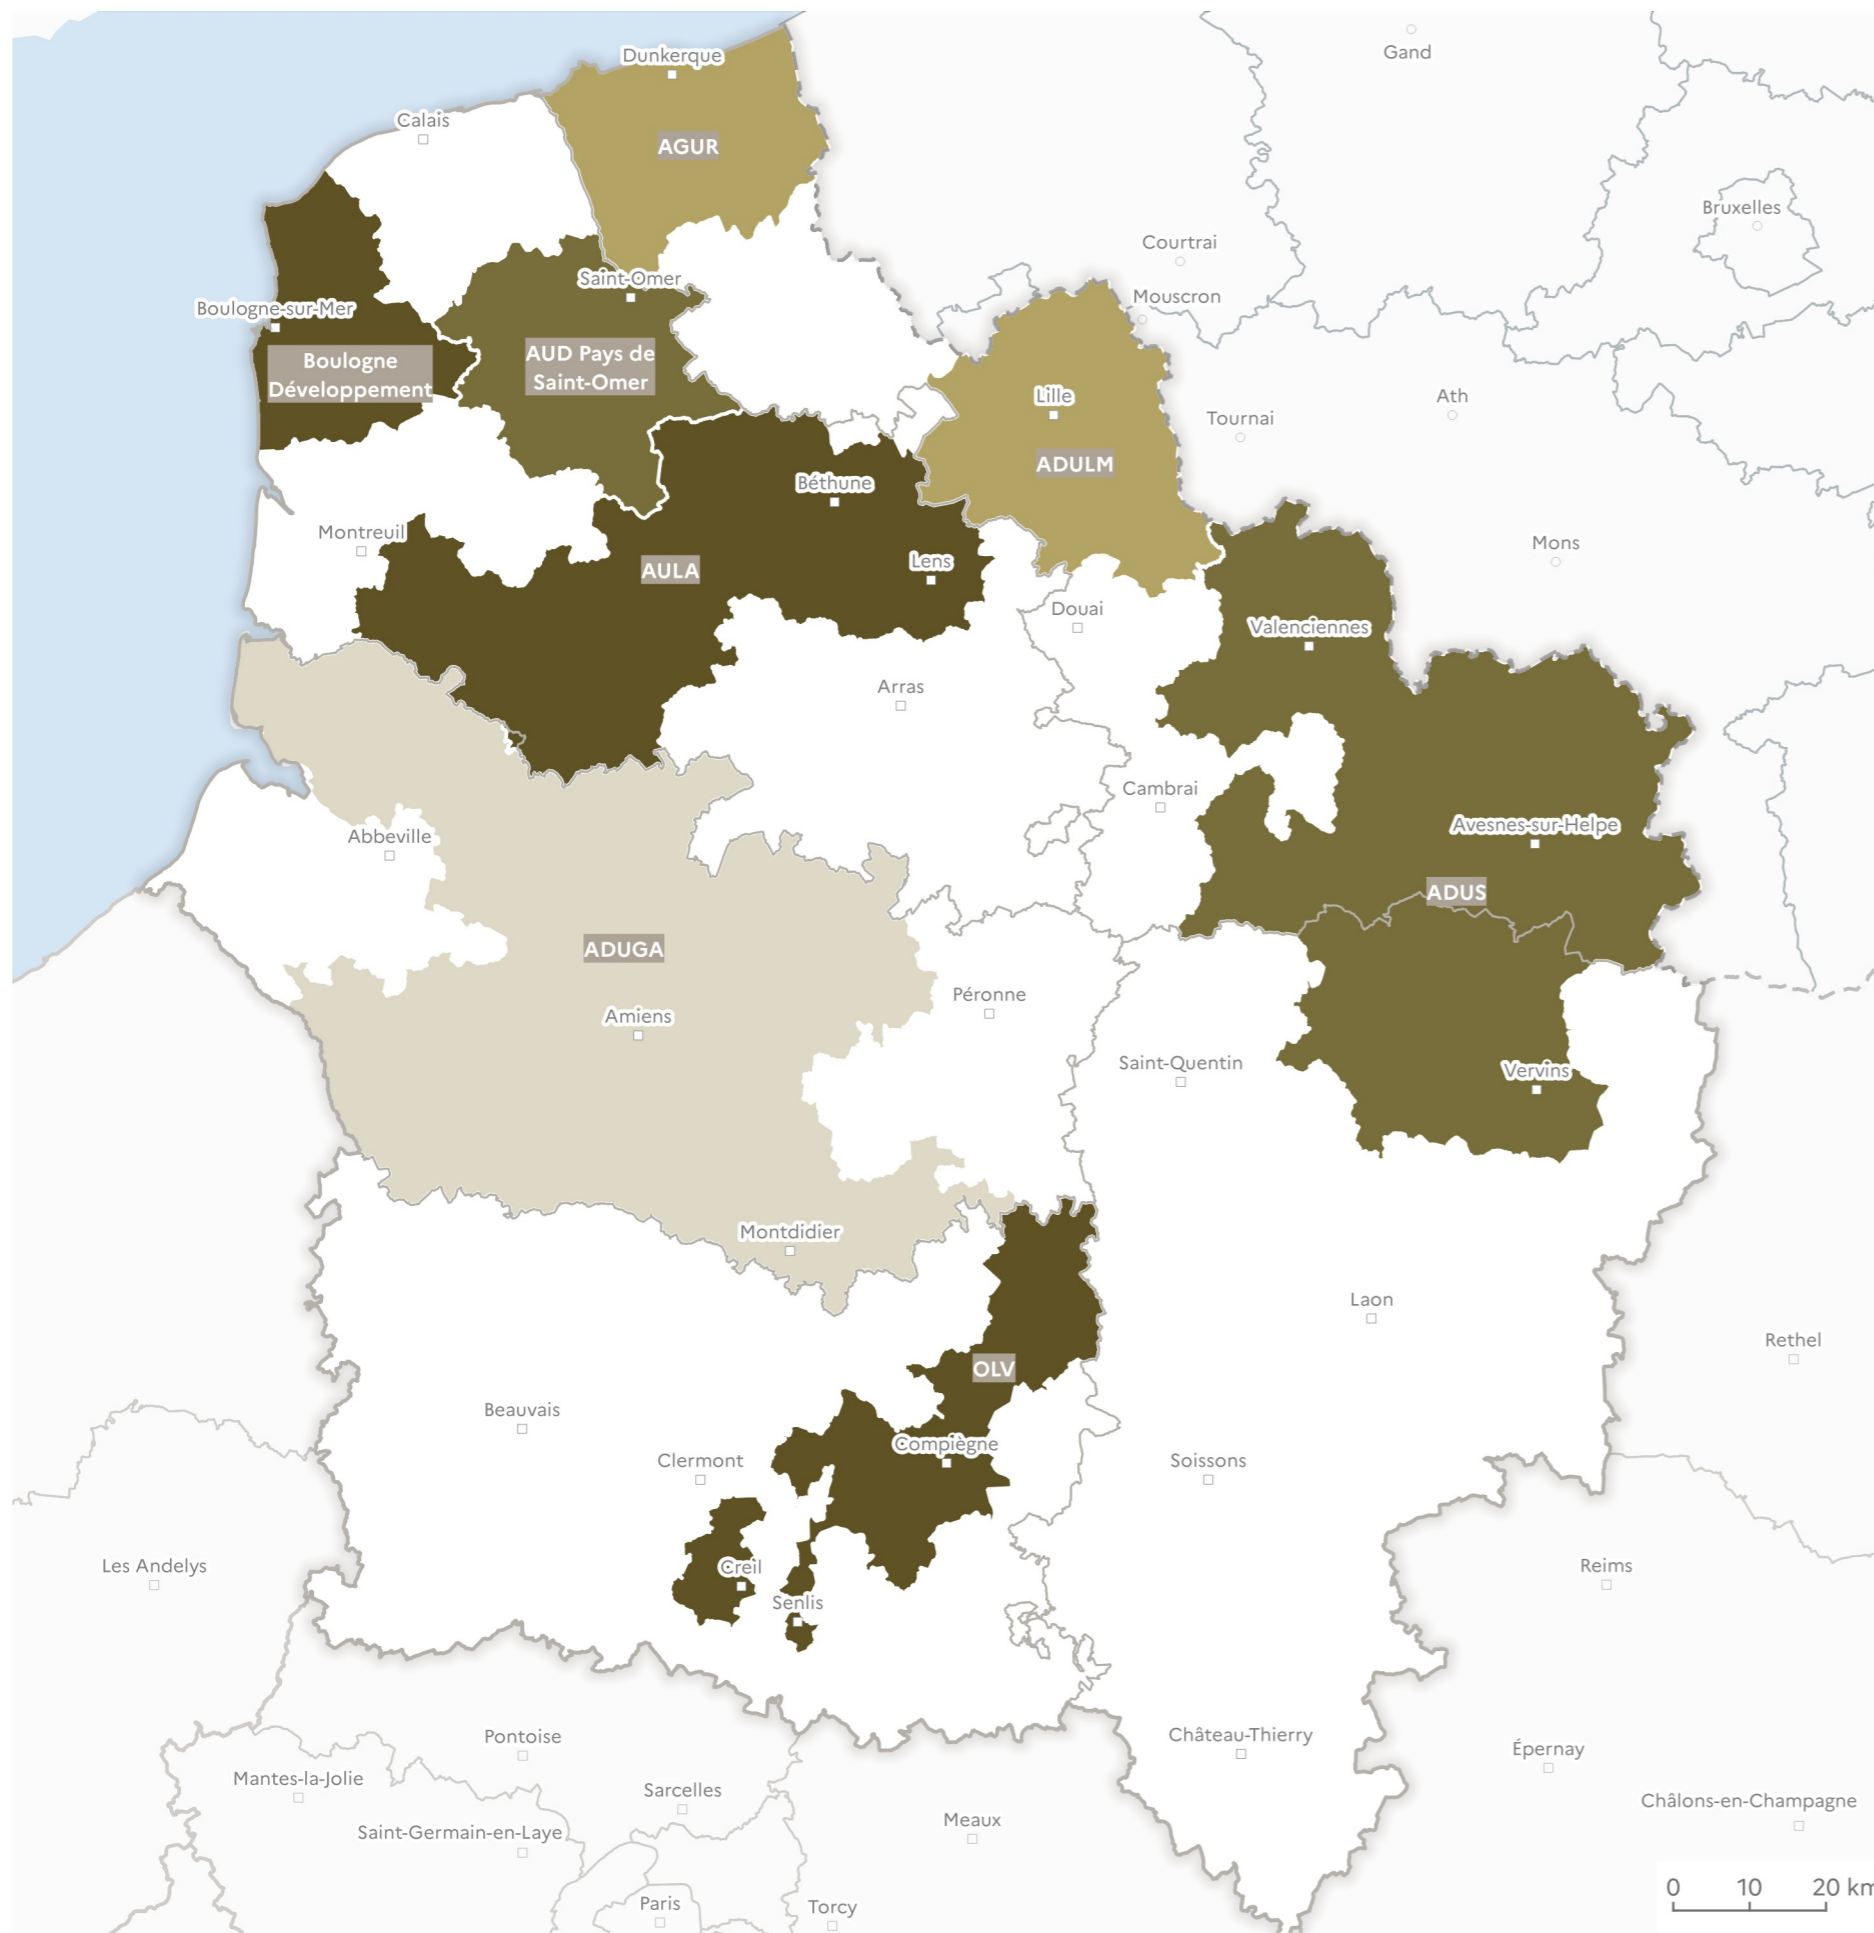 Gand
Dunkerque
Calais
AGUR
Bruxelles
Courtrai
Saint-Omer
Mouscron
Boulogne-sur-Mer
Boulogne
Développement
AUD Pays de
Saint-Omer
Lille
Ath
Tournai
ADULM
Béthune
Montreuil
Mons
Lens
AULA
Douai
Valenciennes
Arras
Cambrai
Avesnes-sur-Helpe
Abbeville
ADUS
ADUGA
Péronne
Amiens
Saint-Quentin
Vervins
Montdidier
Laon
Rethel
OLV
Beauvais
Compiègne
Clermont
Soissons
Les Andelys
Creil
Reims
Senlis
Pontoise
Château-Thierry
Épernay
Mantes-la-Jolie
Sarcelles
Châlons-en-Champagne
Meaux
Saint-Germain-en-Laye
Paris
Torcy
0 10 20 km